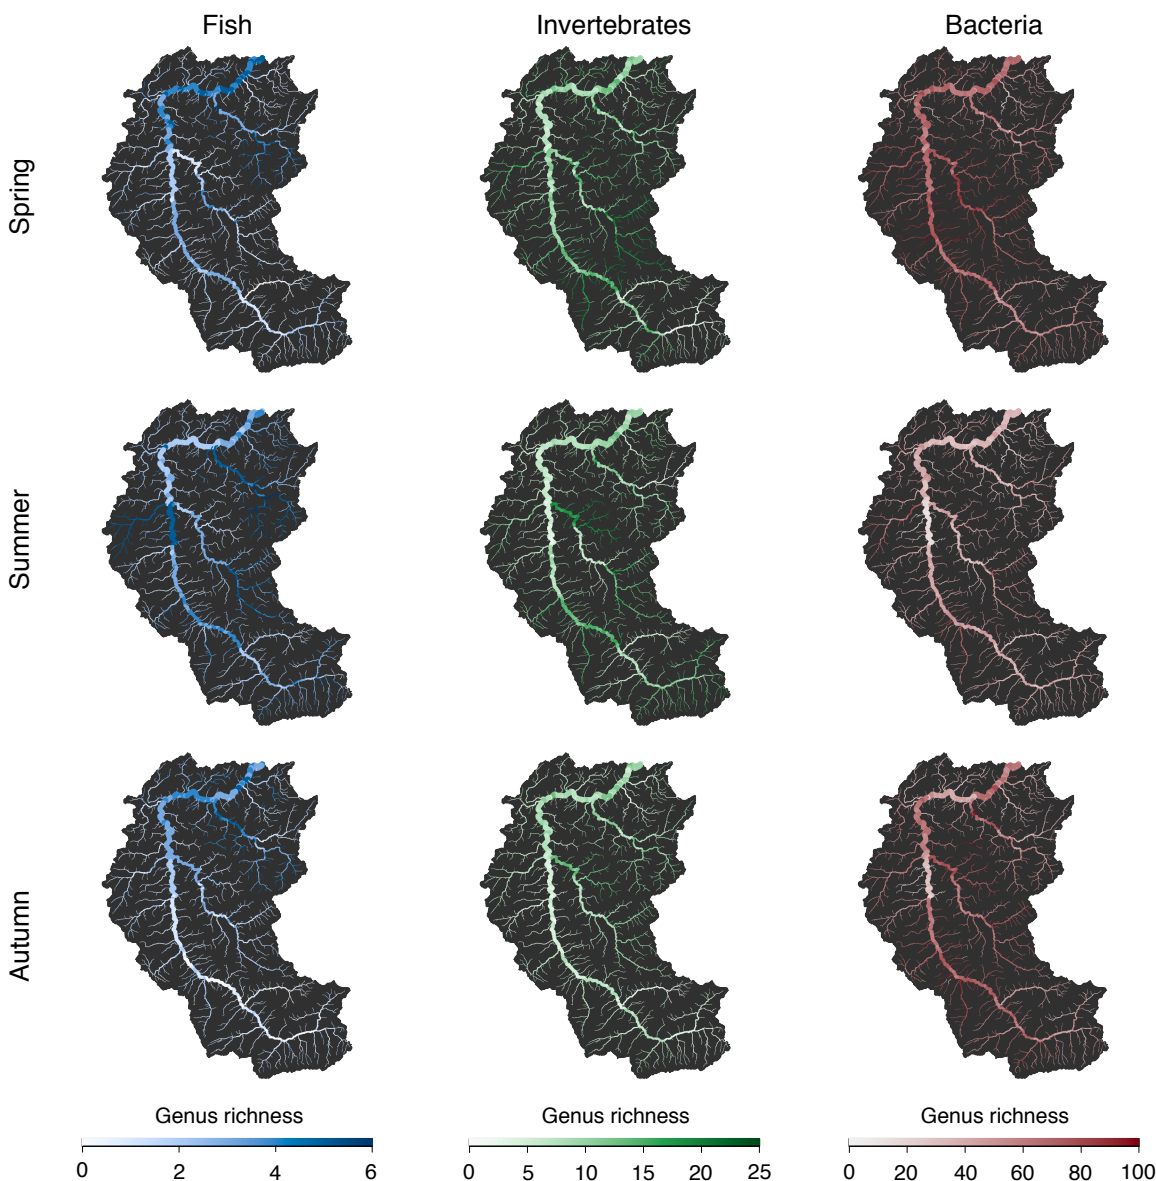 Fish Invertebrates Bacteria
Spring
Summer
Autumn
Genus richness Genus richness Genus richness
0 2 4 6 0 5 10 15 20 25 0 20 40 60 80 100